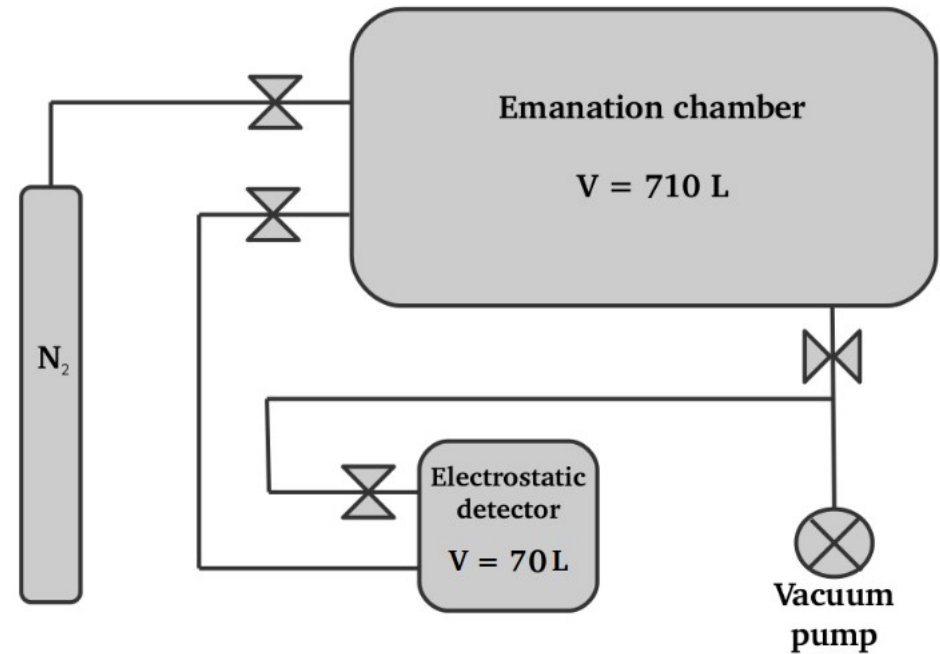 Emanation chamber
V = 710 L
N₂
Electrostatic
detector
V = 70 L
Vacuum
pump